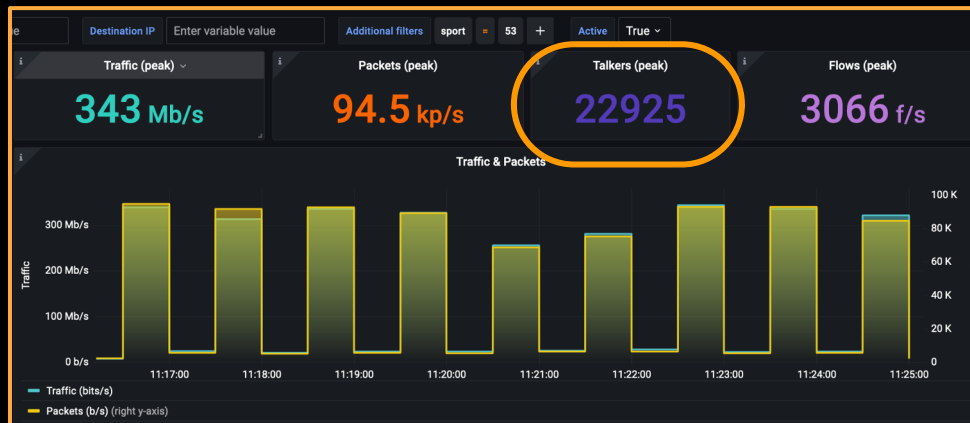 Destination IP Enter variable value Additional filters sport = 53 + Active True
Traffic (peak) Packets (peak) Talkers (peak) Flows (peak)
343 Mb/s 94.5 kp/s 22925 3066 f/s
Traffic & Packets
100 K
300 Mb/s
80 K
60 K
200 Mb/s
Traffic
40 K
100 Mb/s
20 K
0 b/s 0
11:17:00 11:18:00 11:19:00 11:20:00 11:21:00 11:22:00 11:23:00 11:24:00 11:25:00
Traffic (bits/s)
Packets (b/s) (right y-axis)